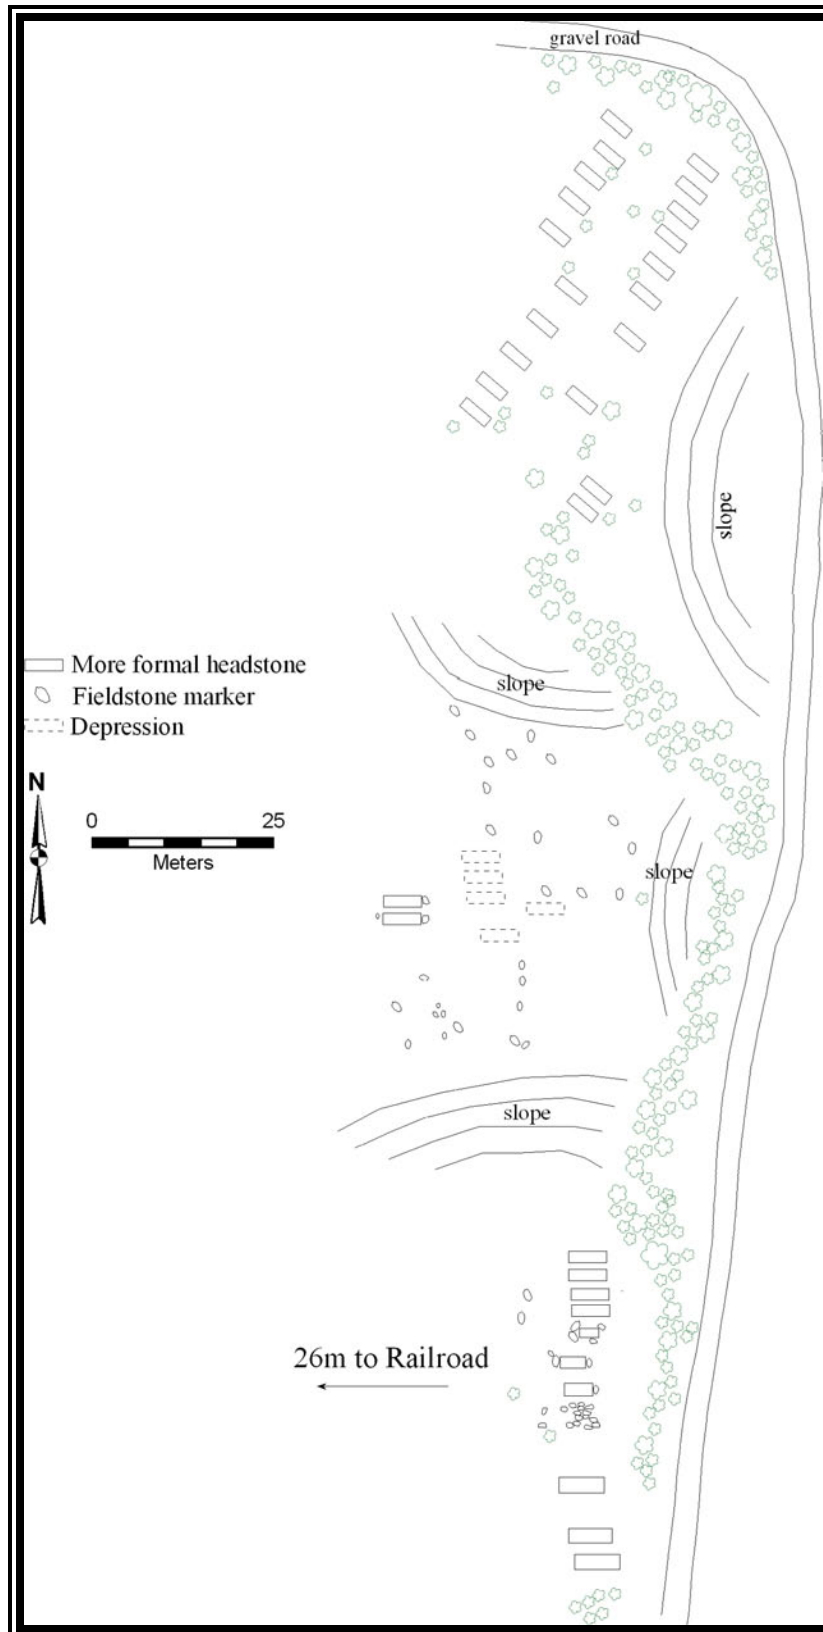 gravel road
slope
More formal headstone
slope
Fieldstone marker
Depression
N
0 25
Meters
slope
slope
26m to Railroad